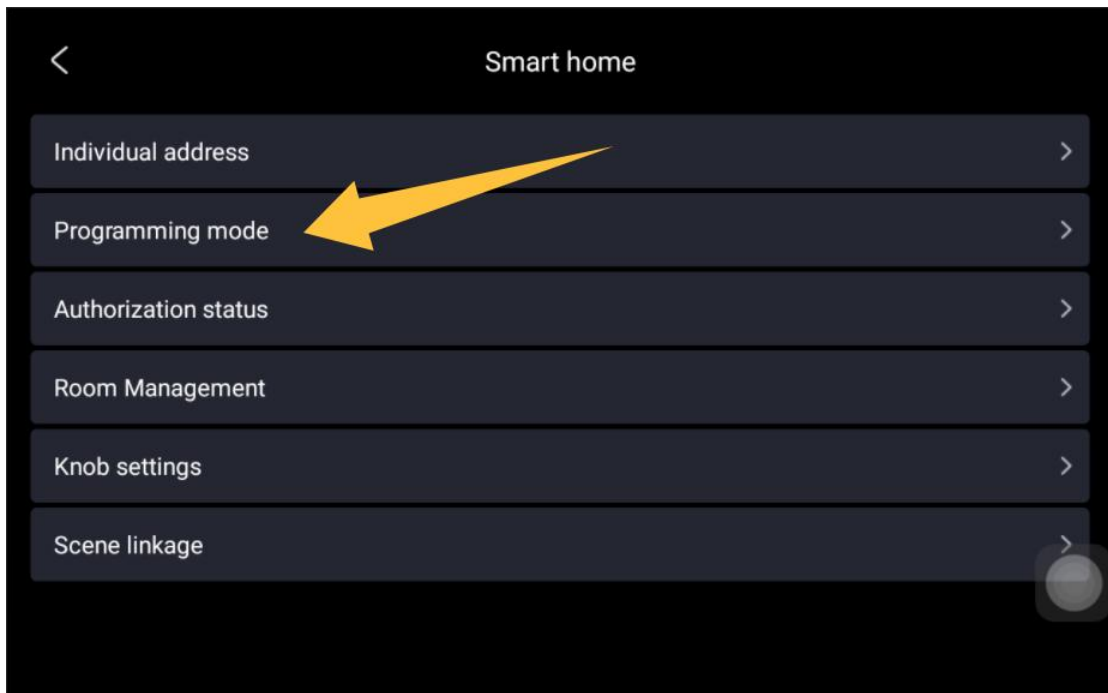 Smart home
Individual address
Programming mode
Authorization status
Room Management
Knob settings
Scene linkage